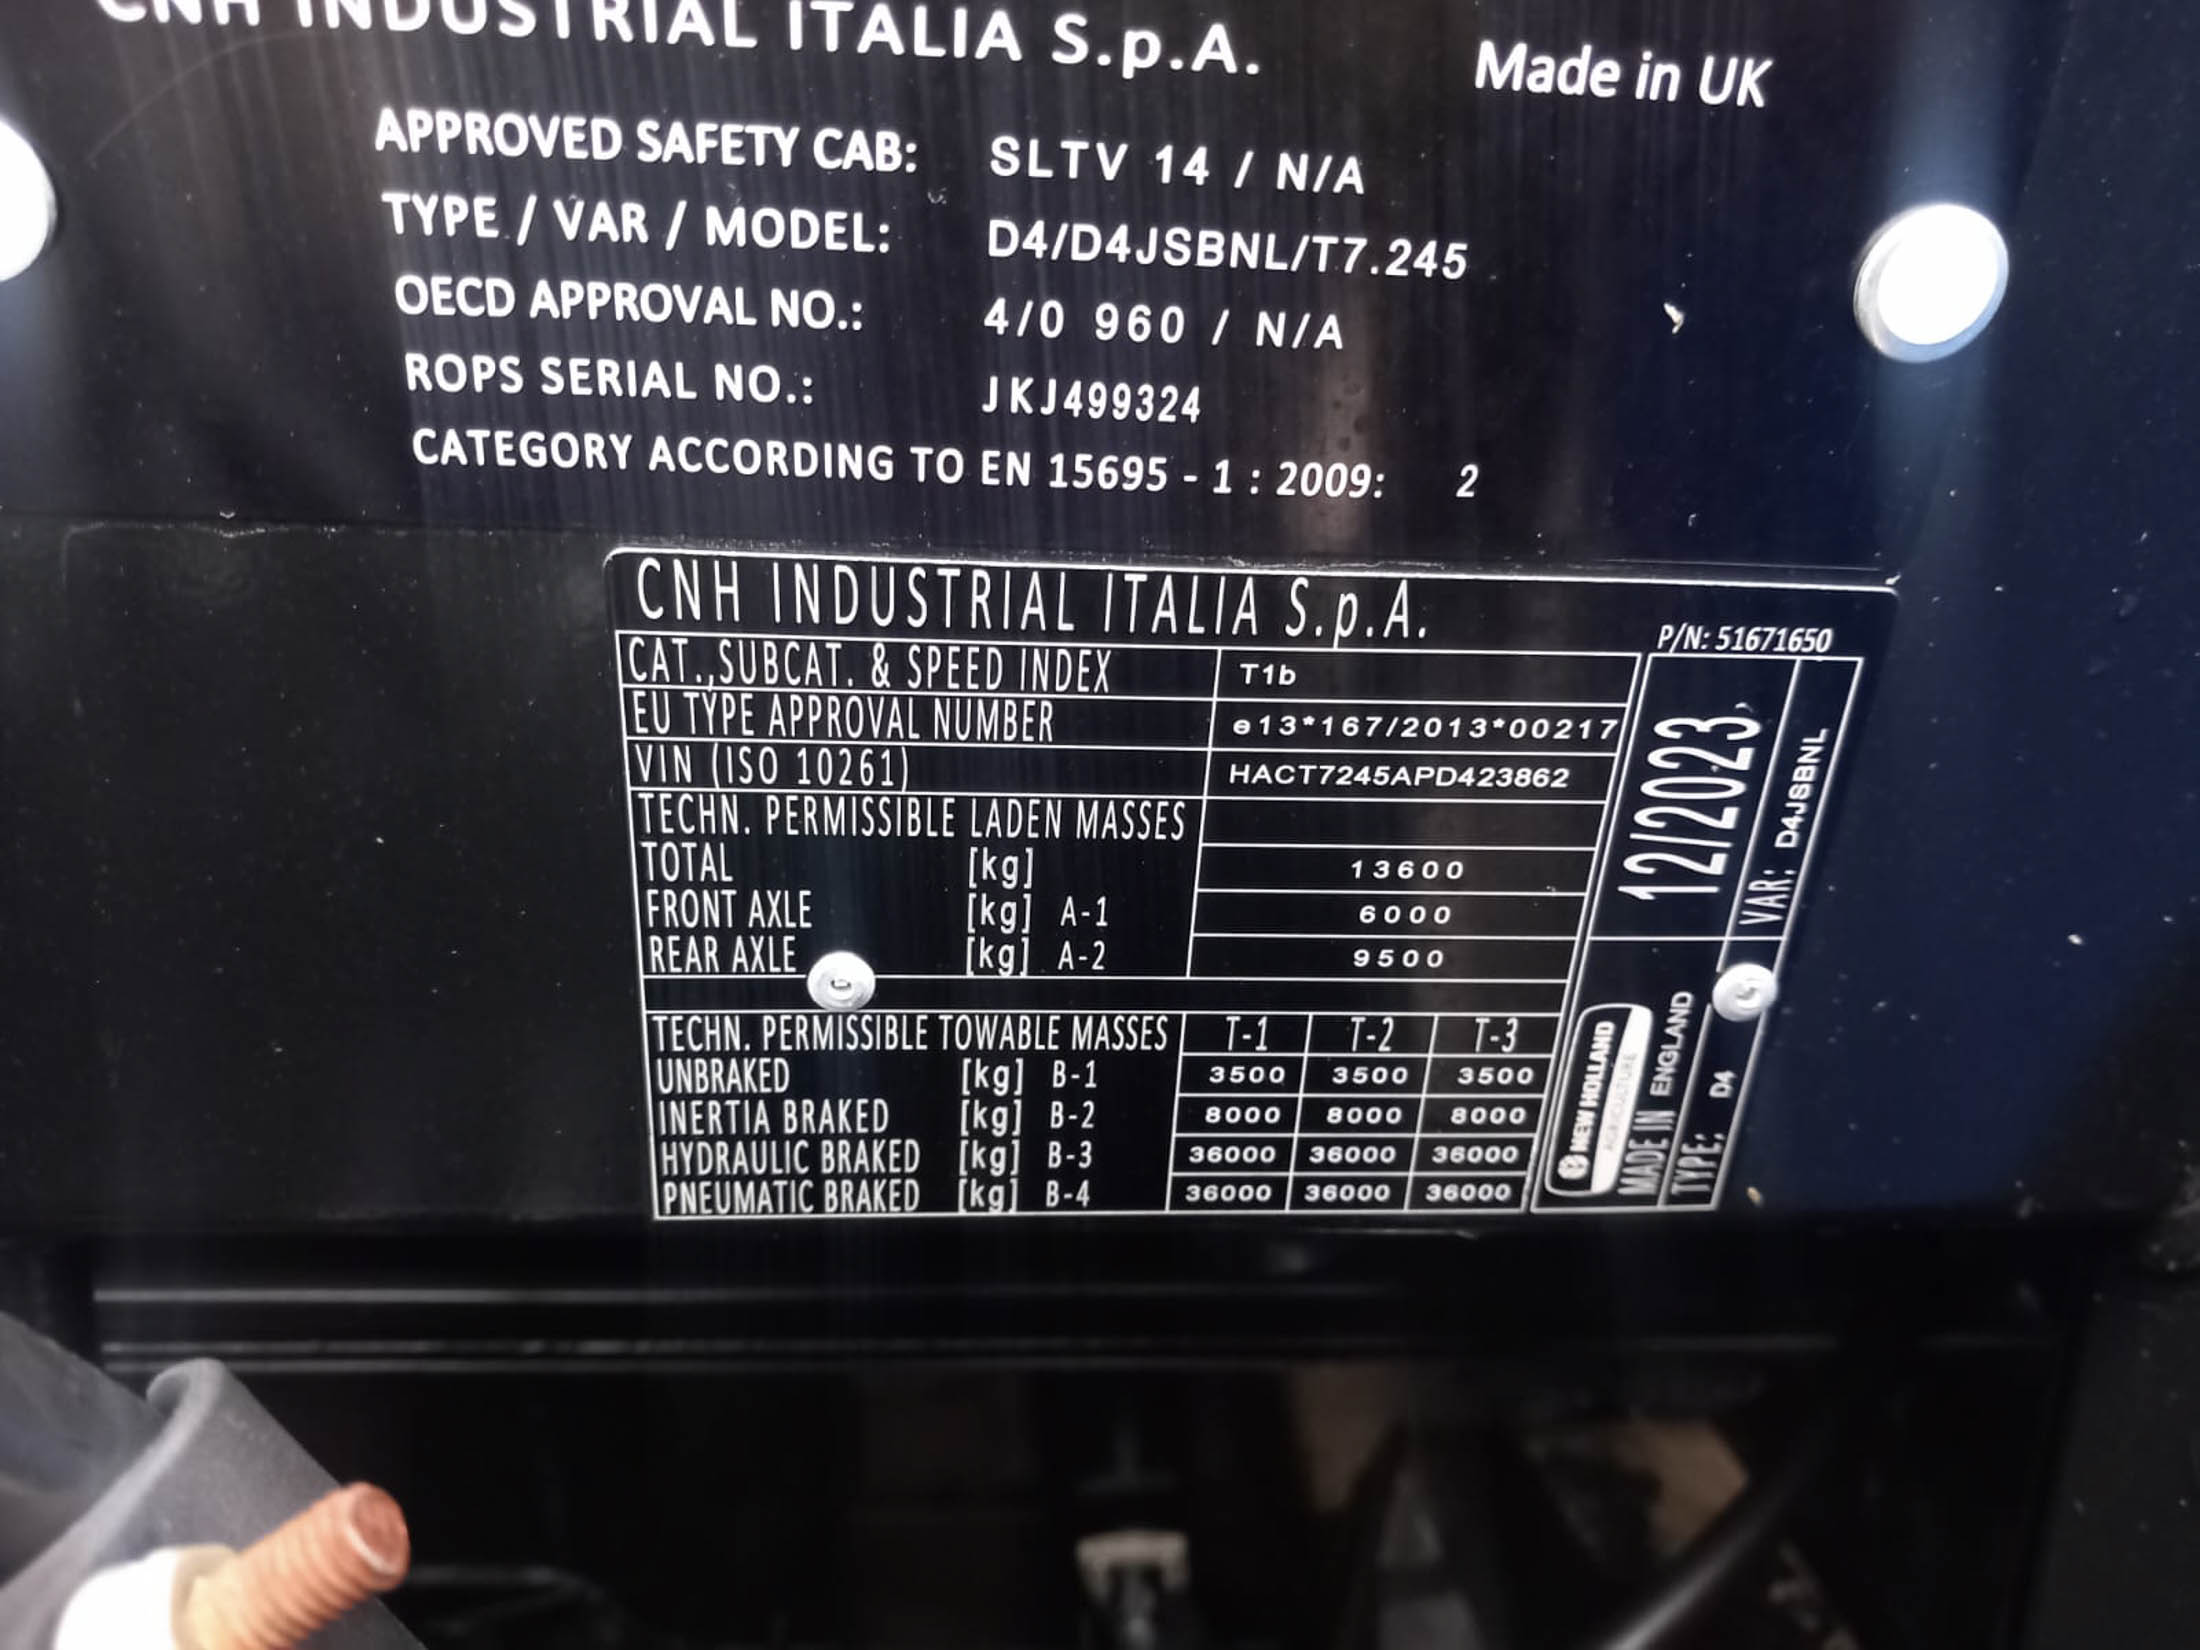 CNH INDUSTRIAL ITALIA S.p.A.
Made in UK
APPROVED SAFETY CAB: SLTV 14 / N/A
TYPE / VAR / MODEL: D4/D4JSBNL/T7.245
OECD APPROVAL NO.: 4/0 960 / N/A
ROPS SERIAL NO.: JKJ499324
CATEGORY ACCORDING TO EN 15695 - 1 : 2009: 2
CNH INDUSTRIAL ITALIA S.p.A.
P/N: 51671650
CAT.,SUBCAT. & SPEED INDEX T1b
EU TYPE APPROVAL NUMBER e13*167/2013*00217
VIN (ISO 10261) HACT7245APD423862
TECHN. PERMISSIBLE LADEN MASSES
TOTAL [kg] 13600
FRONT AXLE [kg] A-1 6000
REAR AXLE [kg] A-2 9500
TECHN. PERMISSIBLE TOWABLE MASSES T-1 T-2 T-3
UNBRAKED [kg] B-1 3500 3500 3500
INERTIA BRAKED [kg] B-2 8000 8000 8000
HYDRAULIC BRAKED [kg] B-3 36000 36000 36000
PNEUMATIC BRAKED [kg] B-4 36000 36000 36000
12/2023
VAR: D4JSBNL
NEW HOLLAND
AGRICULTURE
MADE IN ENGLAND
TYPE: D4